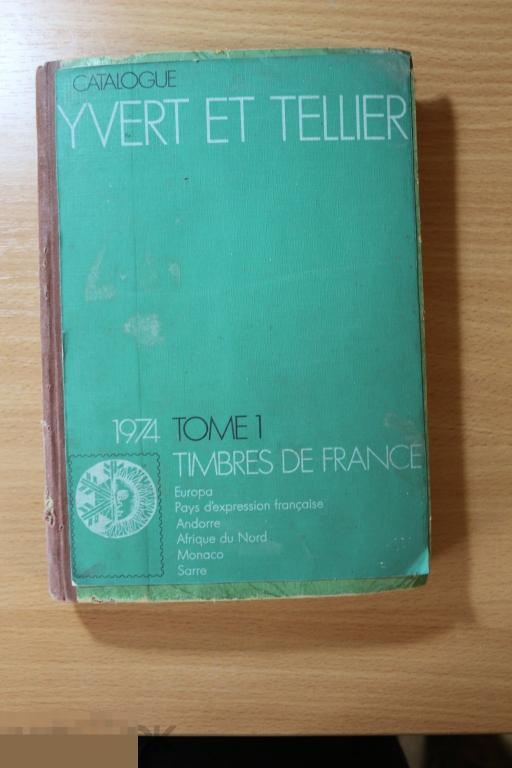 CATALOGUE
YVERT ET TELLIER
1974 TOME 1
TIMBRES DE FRANCE
Europa
Pays d'expression française
Andorre
Afrique du Nord
Monaco
Sarre